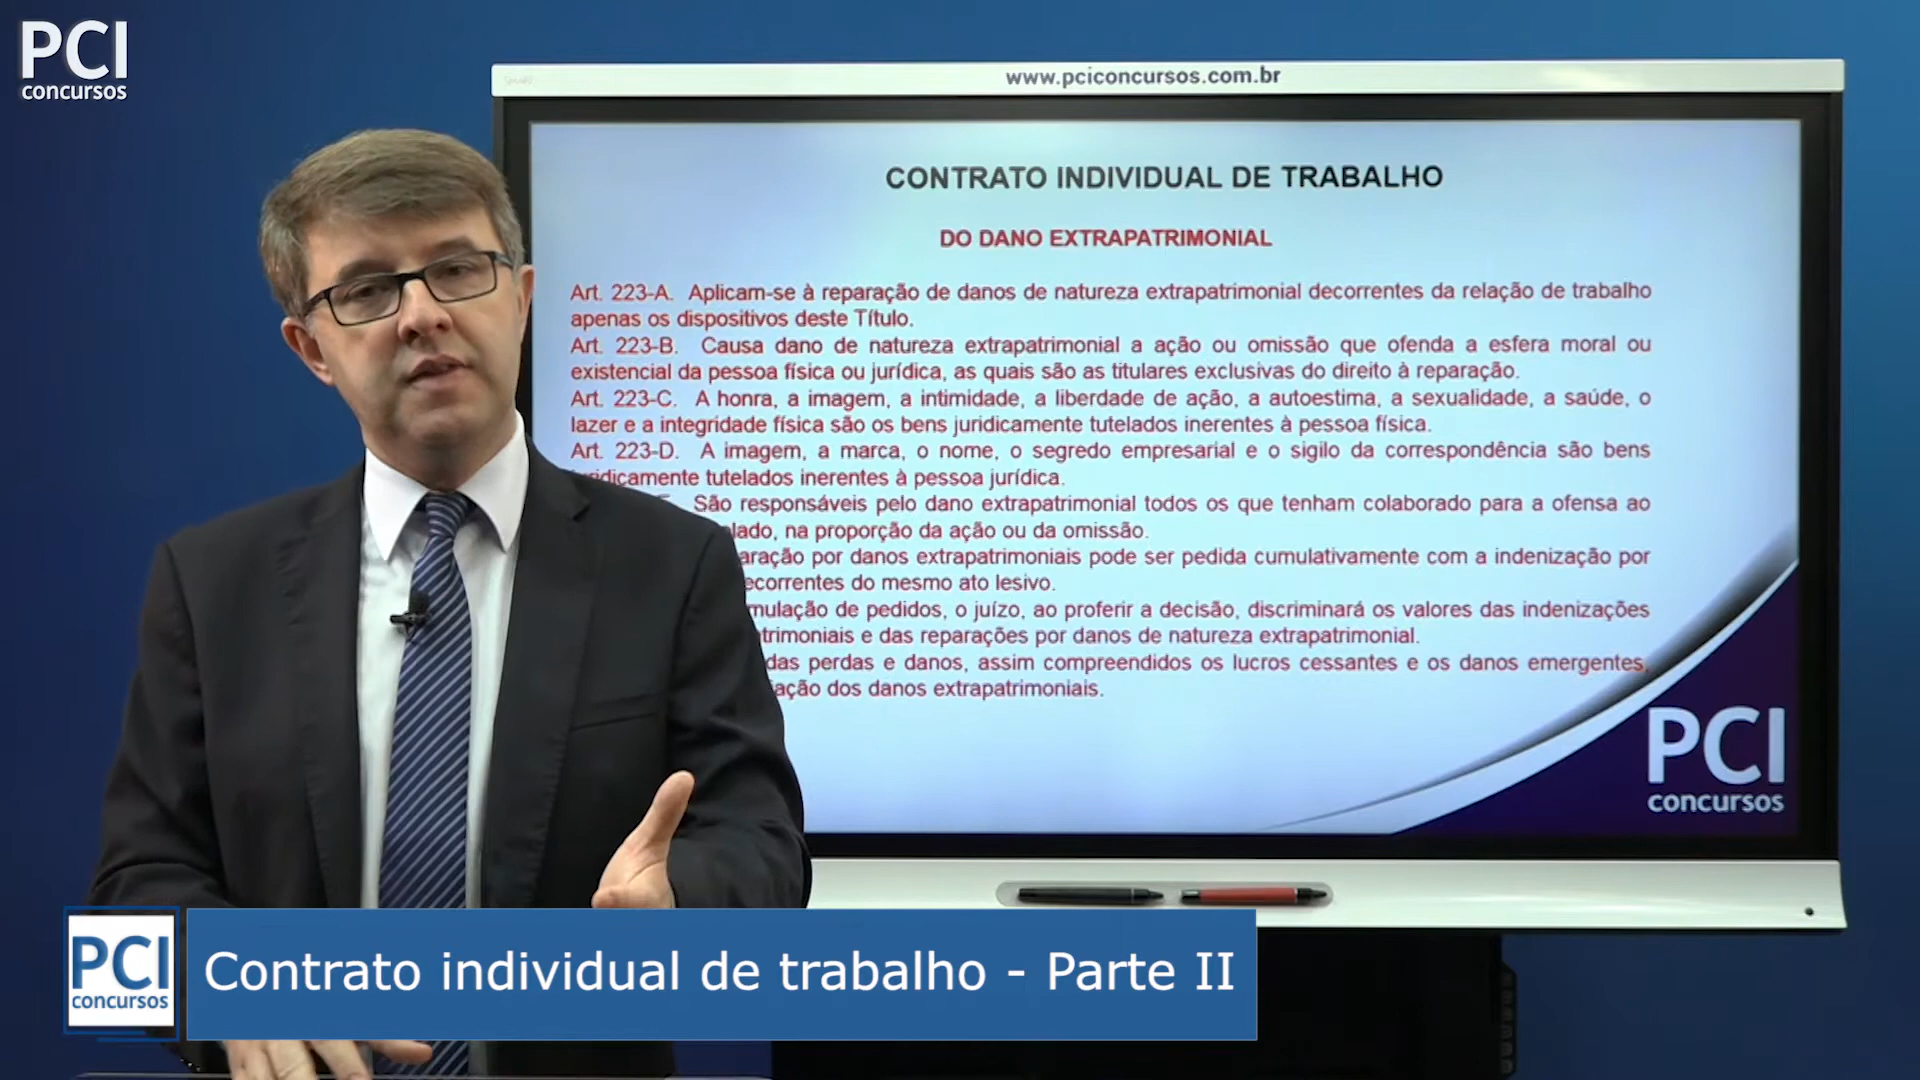 PCI
concursos
www.pciconcursos.com.br
CONTRATO INDIVIDUAL DE TRABALHO
DO DANO EXTRAPATRIMONIAL
Art. 223-A. Aplicam-se à reparação de danos de natureza extrapatrimonial decorrentes da relação de trabalho
apenas os dispositivos deste Título.
Art. 223-B. Causa dano de natureza extrapatrimonial a ação ou omissão que ofenda a esfera moral ou
existencial da pessoa física ou jurídica, as quais são as titulares exclusivas do direito à reparação.
Art. 223-C. A honra, a imagem, a intimidade, a liberdade de ação, a autoestima, a sexualidade, a saúde, o
lazer e a integridade física são os bens juridicamente tutelados inerentes à pessoa física.
Art. 223-D. A imagem, a marca, o nome, o segredo empresarial e o sigilo da correspondência são bens
ridicamente tutelados inerentes à pessoa jurídica.
São responsáveis pelo dano extrapatrimonial todos os que tenham colaborado para a ofensa ao
lado, na proporção da ação ou da omissão.
aração por danos extrapatrimoniais pode ser pedida cumulativamente com a indenização por
ecorrentes do mesmo ato lesivo.
mulação de pedidos, o juízo, ao proferir a decisão, discriminará os valores das indenizações
trimoniais e das reparações por danos de natureza extrapatrimonial.
das perdas e danos, assim compreendidos os lucros cessantes e os danos emergentes,
iação dos danos extrapatrimoniais.
PCI
concursos
PCI
concursos
Contrato individual de trabalho - Parte II